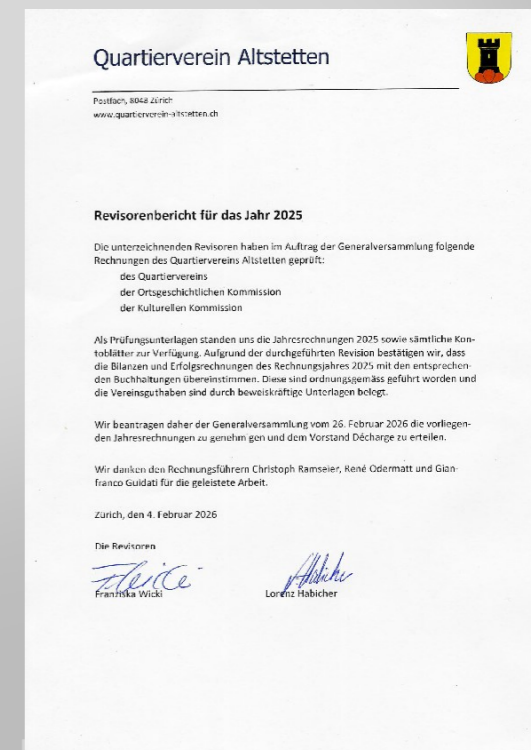 Quartierverein Altstetten
Postfach, 8048 Zürich
www.quartierverein-altstetten.ch
Revisorenbericht für das Jahr 2025
Die unterzeichnenden Revisoren haben im Auftrag der Generalversammlung folgende
Rechnungen des Quartiervereins Altstetten geprüft:
des Quartiervereins
der Ortsgeschichtlichen Kommission
der Kulturellen Kommission
Als Prüfungsunterlagen standen uns die Jahresrechnungen 2025 sowie sämtliche Kon-
toblätter zur Verfügung. Aufgrund der durchgeführten Revision bestätigen wir, dass
die Bilanzen und Erfolgsrechnungen des Rechnungsjahres 2025 mit den entsprechen-
den Buchhaltungen übereinstimmen. Diese sind ordnungsgemäss geführt worden und
die Vereinsguthaben sind durch beweiskräftige Unterlagen belegt.
Wir beantragen daher der Generalversammlung vom 26. Februar 2026 die vorliegen-
den Jahresrechnungen zu genehmigen und dem Vorstand Décharge zu erteilen.
Wir danken den Rechnungsführern Christoph Ramseier, René Odermatt und Gian-
franco Guidati für die geleistete Arbeit.
Zürich, den 4. Februar 2026
Die Revisoren
Franziska Wicki Lorenz Habicher